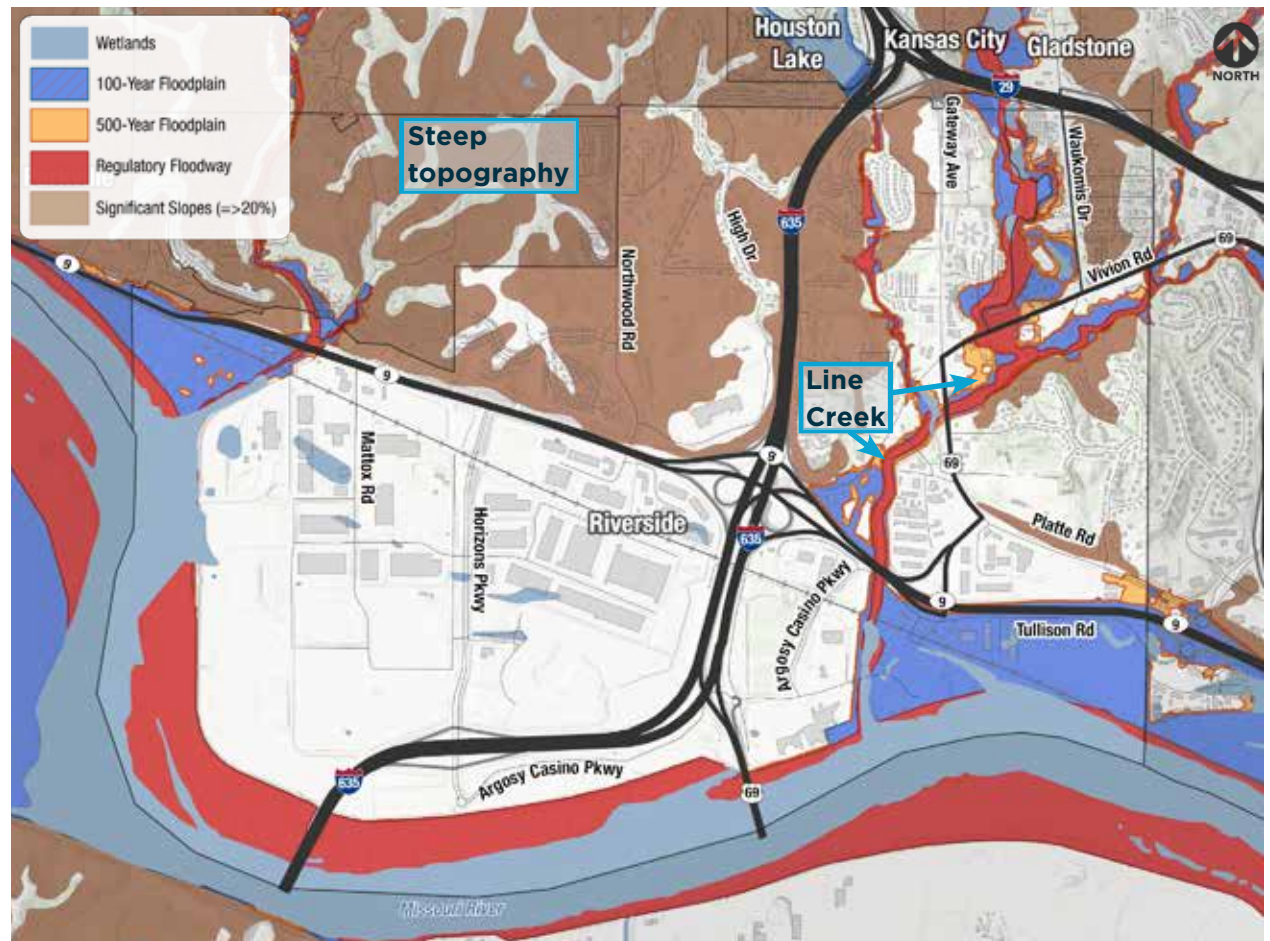 Wetlands
100-Year Floodplain
500-Year Floodplain
Regulatory Floodway
Significant Slopes (=>20%)
Houston
Lake
Kansas City
Gladstone
NORTH
29
Steep
topography
Gateway Ave
Waukomis Dr
635
High Dr
69
Vivion Rd
9
Northwood Rd
Line
Creek
9
Mattox Rd
9
69
Horizons Pkwy
Riverside
635
Platte Rd
Argosy Casino Pkwy
9
Tullison Rd
9
635
Argosy Casino Pkwy
69
Missouri River